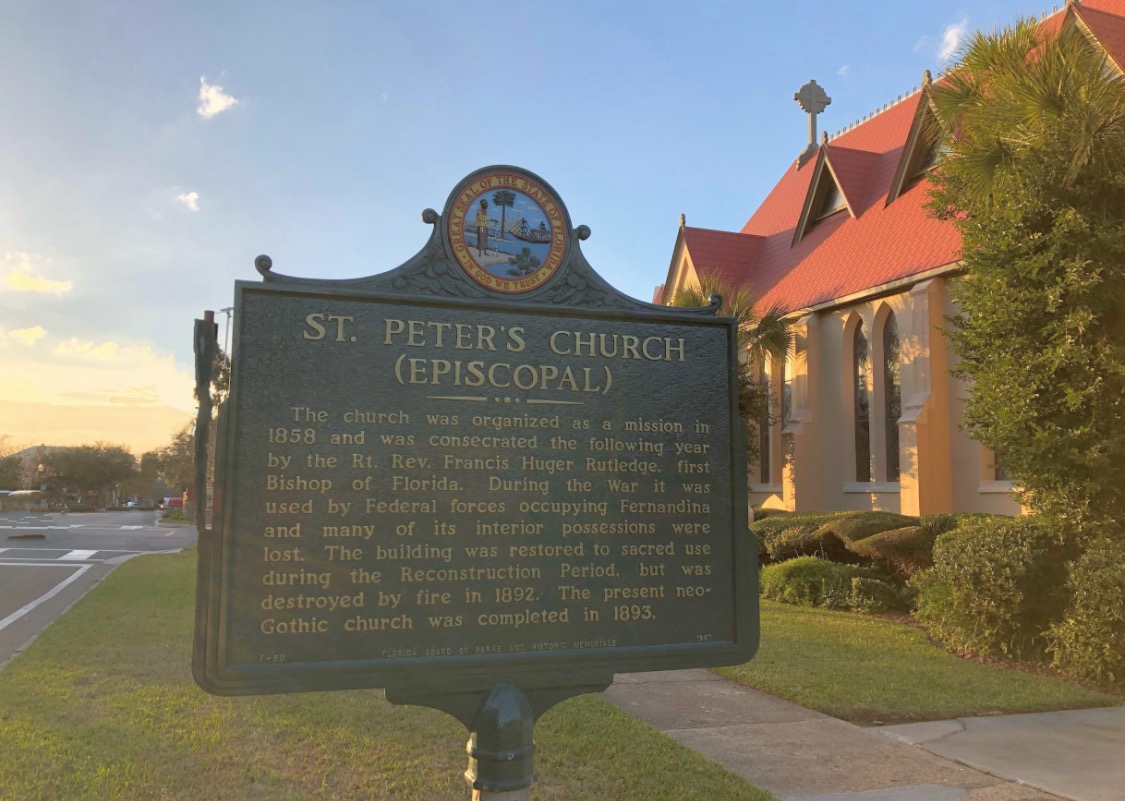 GREAT SEAL OF THE STATE OF FLORIDA
IN GOD WE TRUST
ST. PETER'S CHURCH
(EPISCOPAL)
The church was organized as a mission in
1858 and was consecrated the following year
by the Rt. Rev. Francis Huger Rutledge, first
Bishop of Florida. During the War it was
used by Federal forces occupying Fernandina
and many of its interior possessions were
lost. The building was restored to sacred use
during the Reconstruction Period, but was
destroyed by fire in 1892. The present neo-
Gothic church was completed in 1893.
FLORIDA BOARD OF PARKS AND HISTORIC MEMORIALS